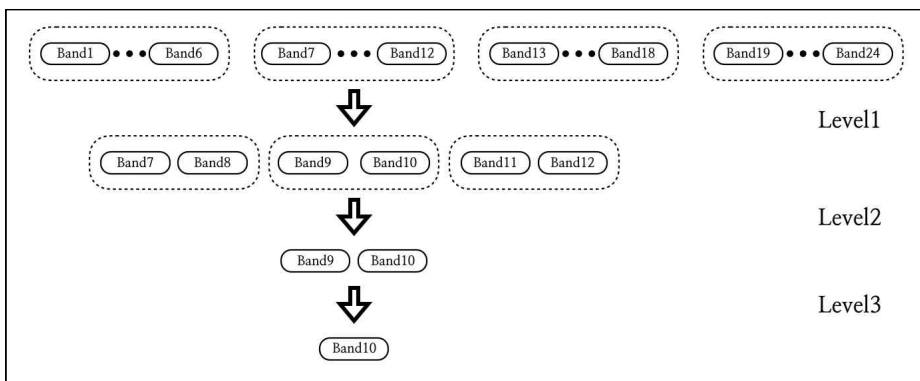 Band1 ••• Band6 Band7 ••• Band12 Band13 ••• Band18 Band19 ••• Band24
Level1
Band7 Band8 Band9 Band10 Band11 Band12
Level2
Band9 Band10
Level3
Band10